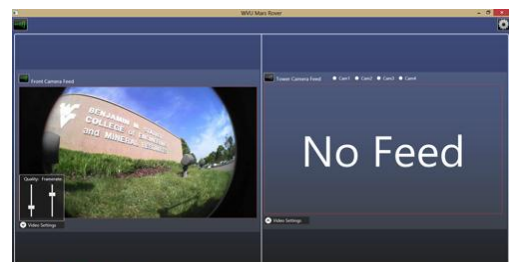 WVU Mars Rover
Front Camera Feed
BENJAMIN M. STATLER
COLLEGE of ENGINEERING
and MINERAL RESOURCES
Quality: Framerate:
Video Settings
Tower Camera Feed Cam1 Cam2 Cam3 Cam4
No Feed
Video Settings